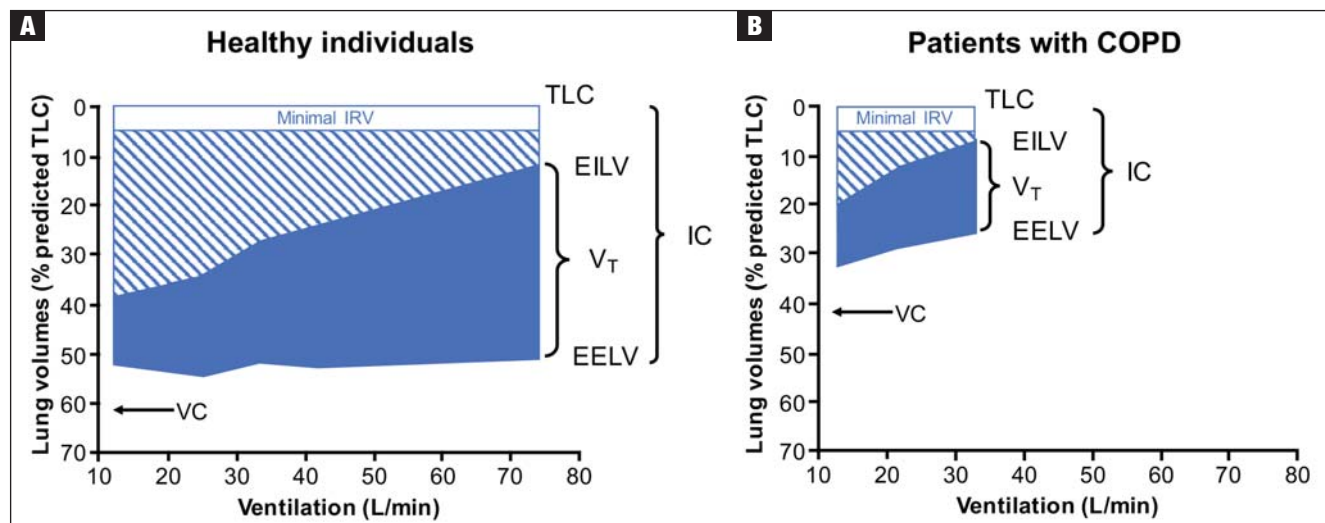 A
Healthy individuals
Lung volumes (% predicted TLC)
0
10
20
30
40
50
60
70
Minimal IRV
TLC
EILV
VT
EELV
IC
VC
10
20
30
40
50
60
70
80
Ventilation (L/min)
B
Patients with COPD
Lung volumes (% predicted TLC)
0
10
20
30
40
50
60
70
Minimal IRV
TLC
EILV
VT
EELV
IC
VC
10
20
30
40
50
60
70
80
Ventilation (L/min)